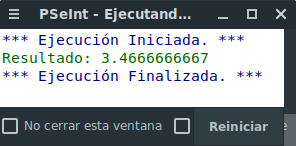 PSeInt - Ejecutand...
*** Ejecución Iniciada. ***
Resultado: 3.4666666667
*** Ejecución Finalizada. ***
No cerrar esta ventana
Reiniciar